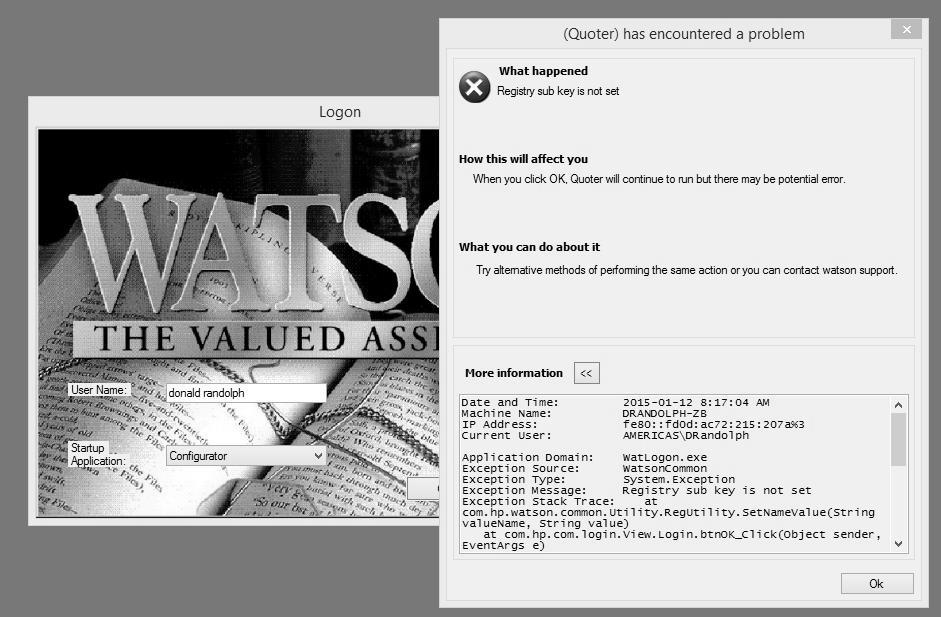 (Quoter) has encountered a problem
What happened
Registry sub key is not set
How this will affect you
When you click OK, Quoter will continue to run but there may be potential error.
What you can do about it
Try alternative methods of performing the same action or you can contact watson support.
More information <<
Date and Time: 2015-01-12 8:17:04 AM
Machine Name: DRANDOLPH-ZB
IP Address: fe80::fd0d:ac72:215:207a%3
Current User: AMERICAS\DRandolph
Application Domain: WatLogon.exe
Exception Source: WatsonCommon
Exception Type: System.Exception
Exception Message: Registry sub key is not set
Exception Stack Trace: at
com.hp.watson.common.Utility.RegUtility.SetNameValue(String
valueName, String value)
at com.hp.com.login.View.Login.btnOK_Click(Object sender,
EventArgs e)
Ok
Logon
WATSO
THE VALUED ASSE
User Name: donald randolph
Startup
Application: Configurator